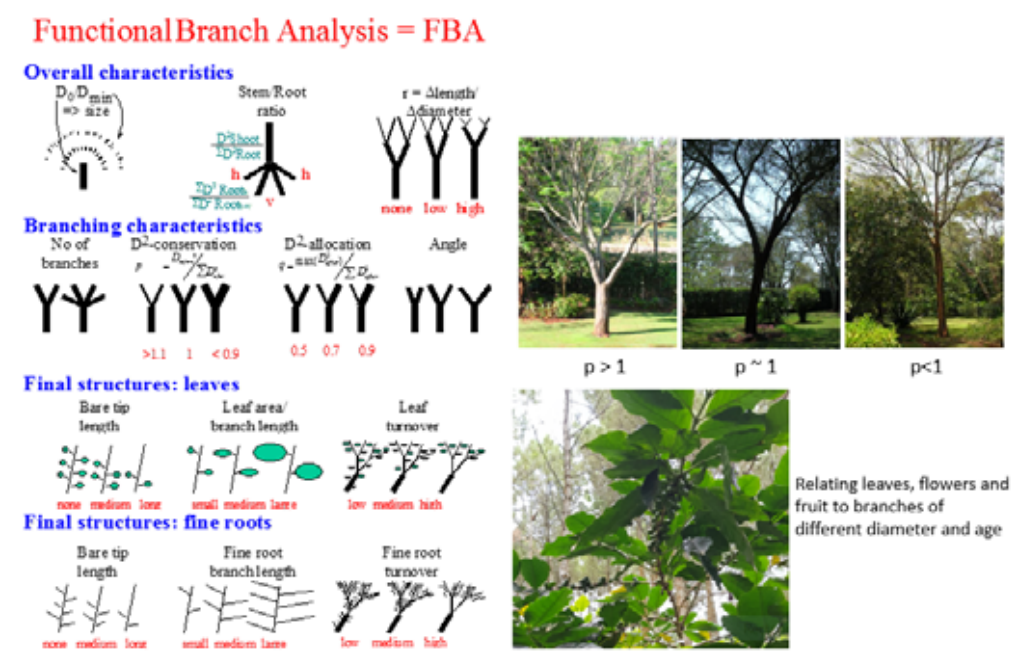 Functional Branch Analysis = FBA
Overall characteristics
D0/Dmin
=> size
Stem/Root
ratio
r = Δlength/
Δdiameter
h
h
v
none low high
Branching characteristics
No of
branches
D2-conservation
p =
D2-allocation
Angle
>1.1 1 <0.9
0.5 0.7 0.9
Final structures: leaves
Bare tip
length
Leaf area/
branch length
Leaf
turnover
none medium long
small medium large
low medium high
Final structures: fine roots
Bare tip
length
Fine root
branch length
Fine root
turnover
none medium long
small medium large
low medium high
p > 1
p ~ 1
p<1
Relating leaves, flowers and
fruit to branches of
different diameter and age